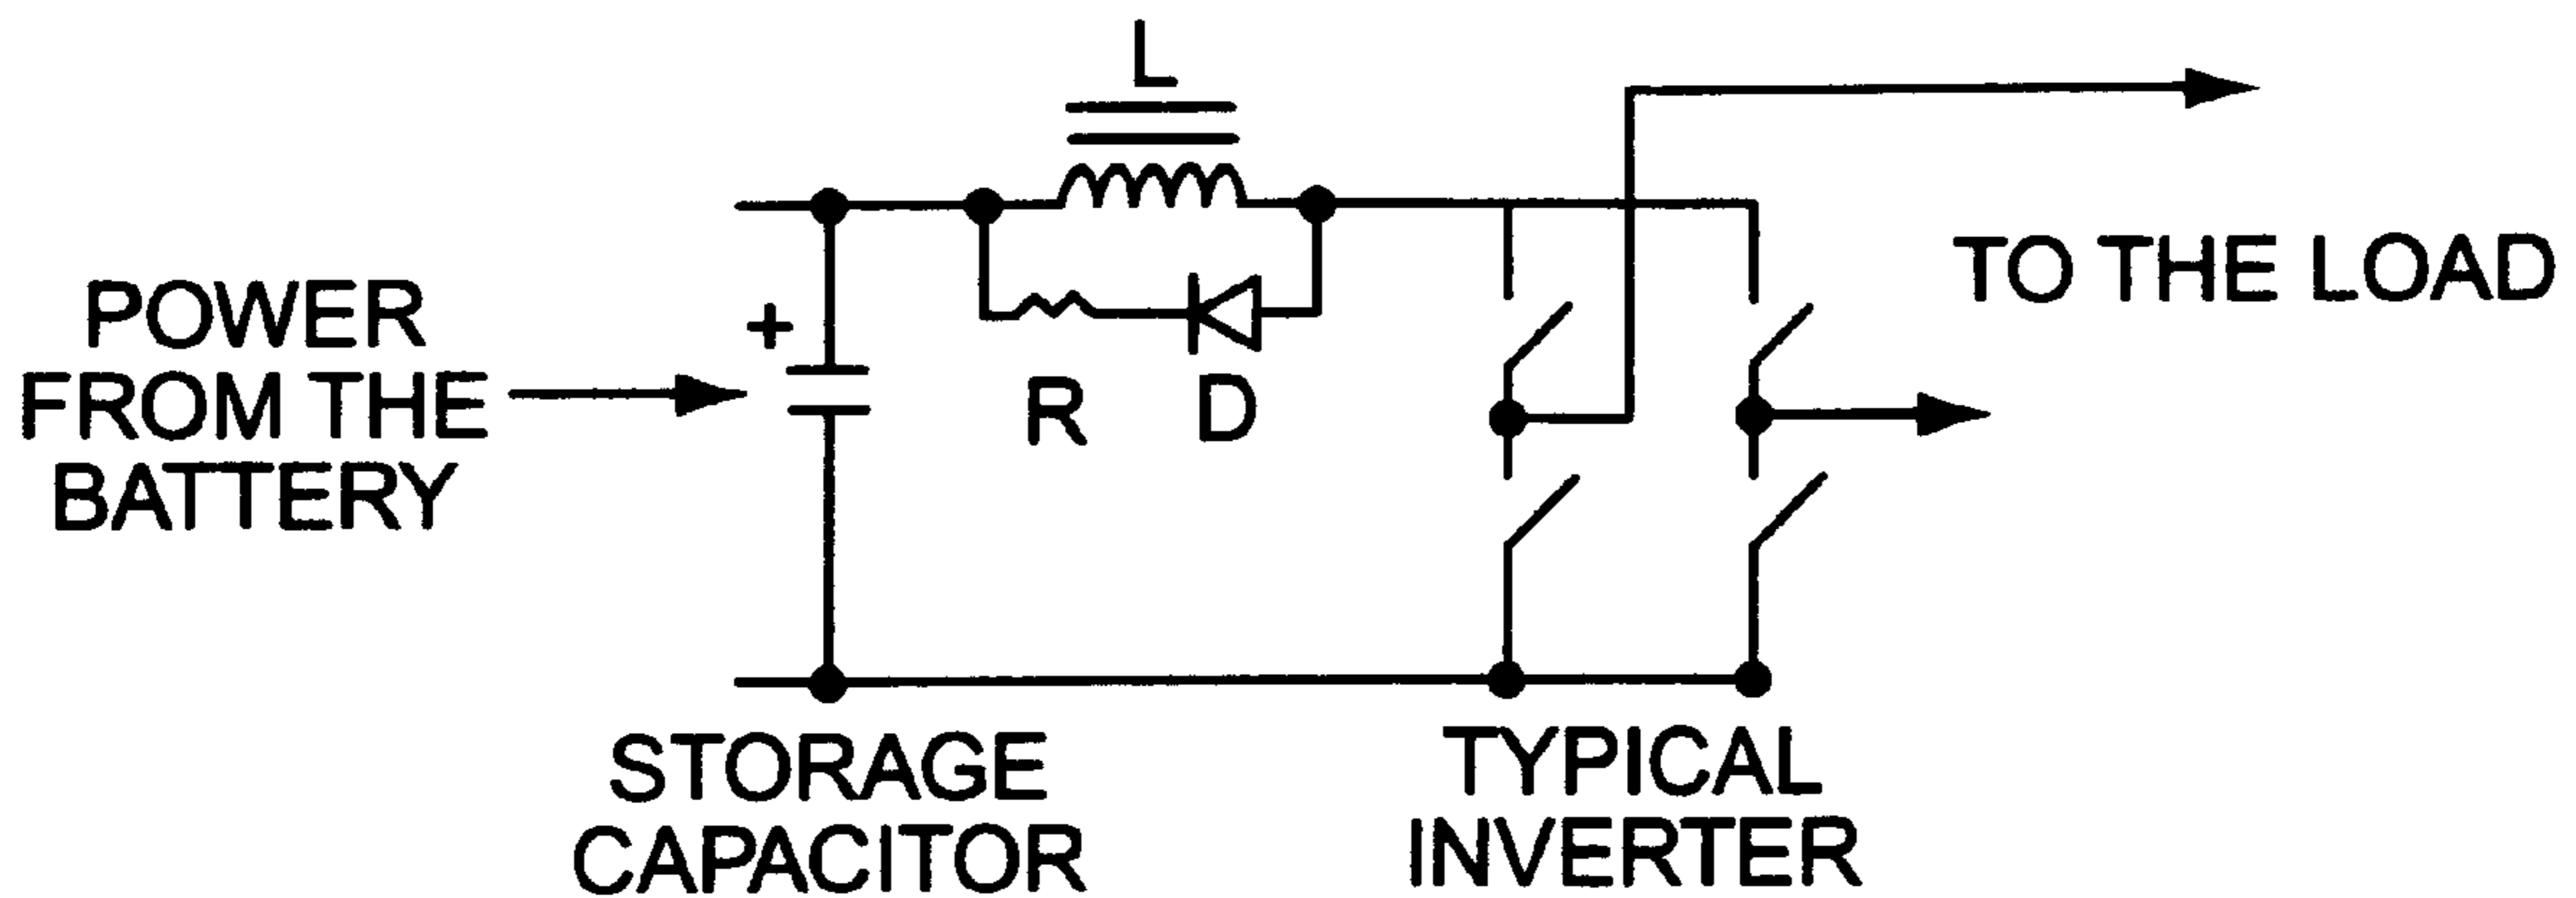 L
POWER
FROM THE
BATTERY
+
R
D
TO THE LOAD
STORAGE
CAPACITOR
TYPICAL
INVERTER